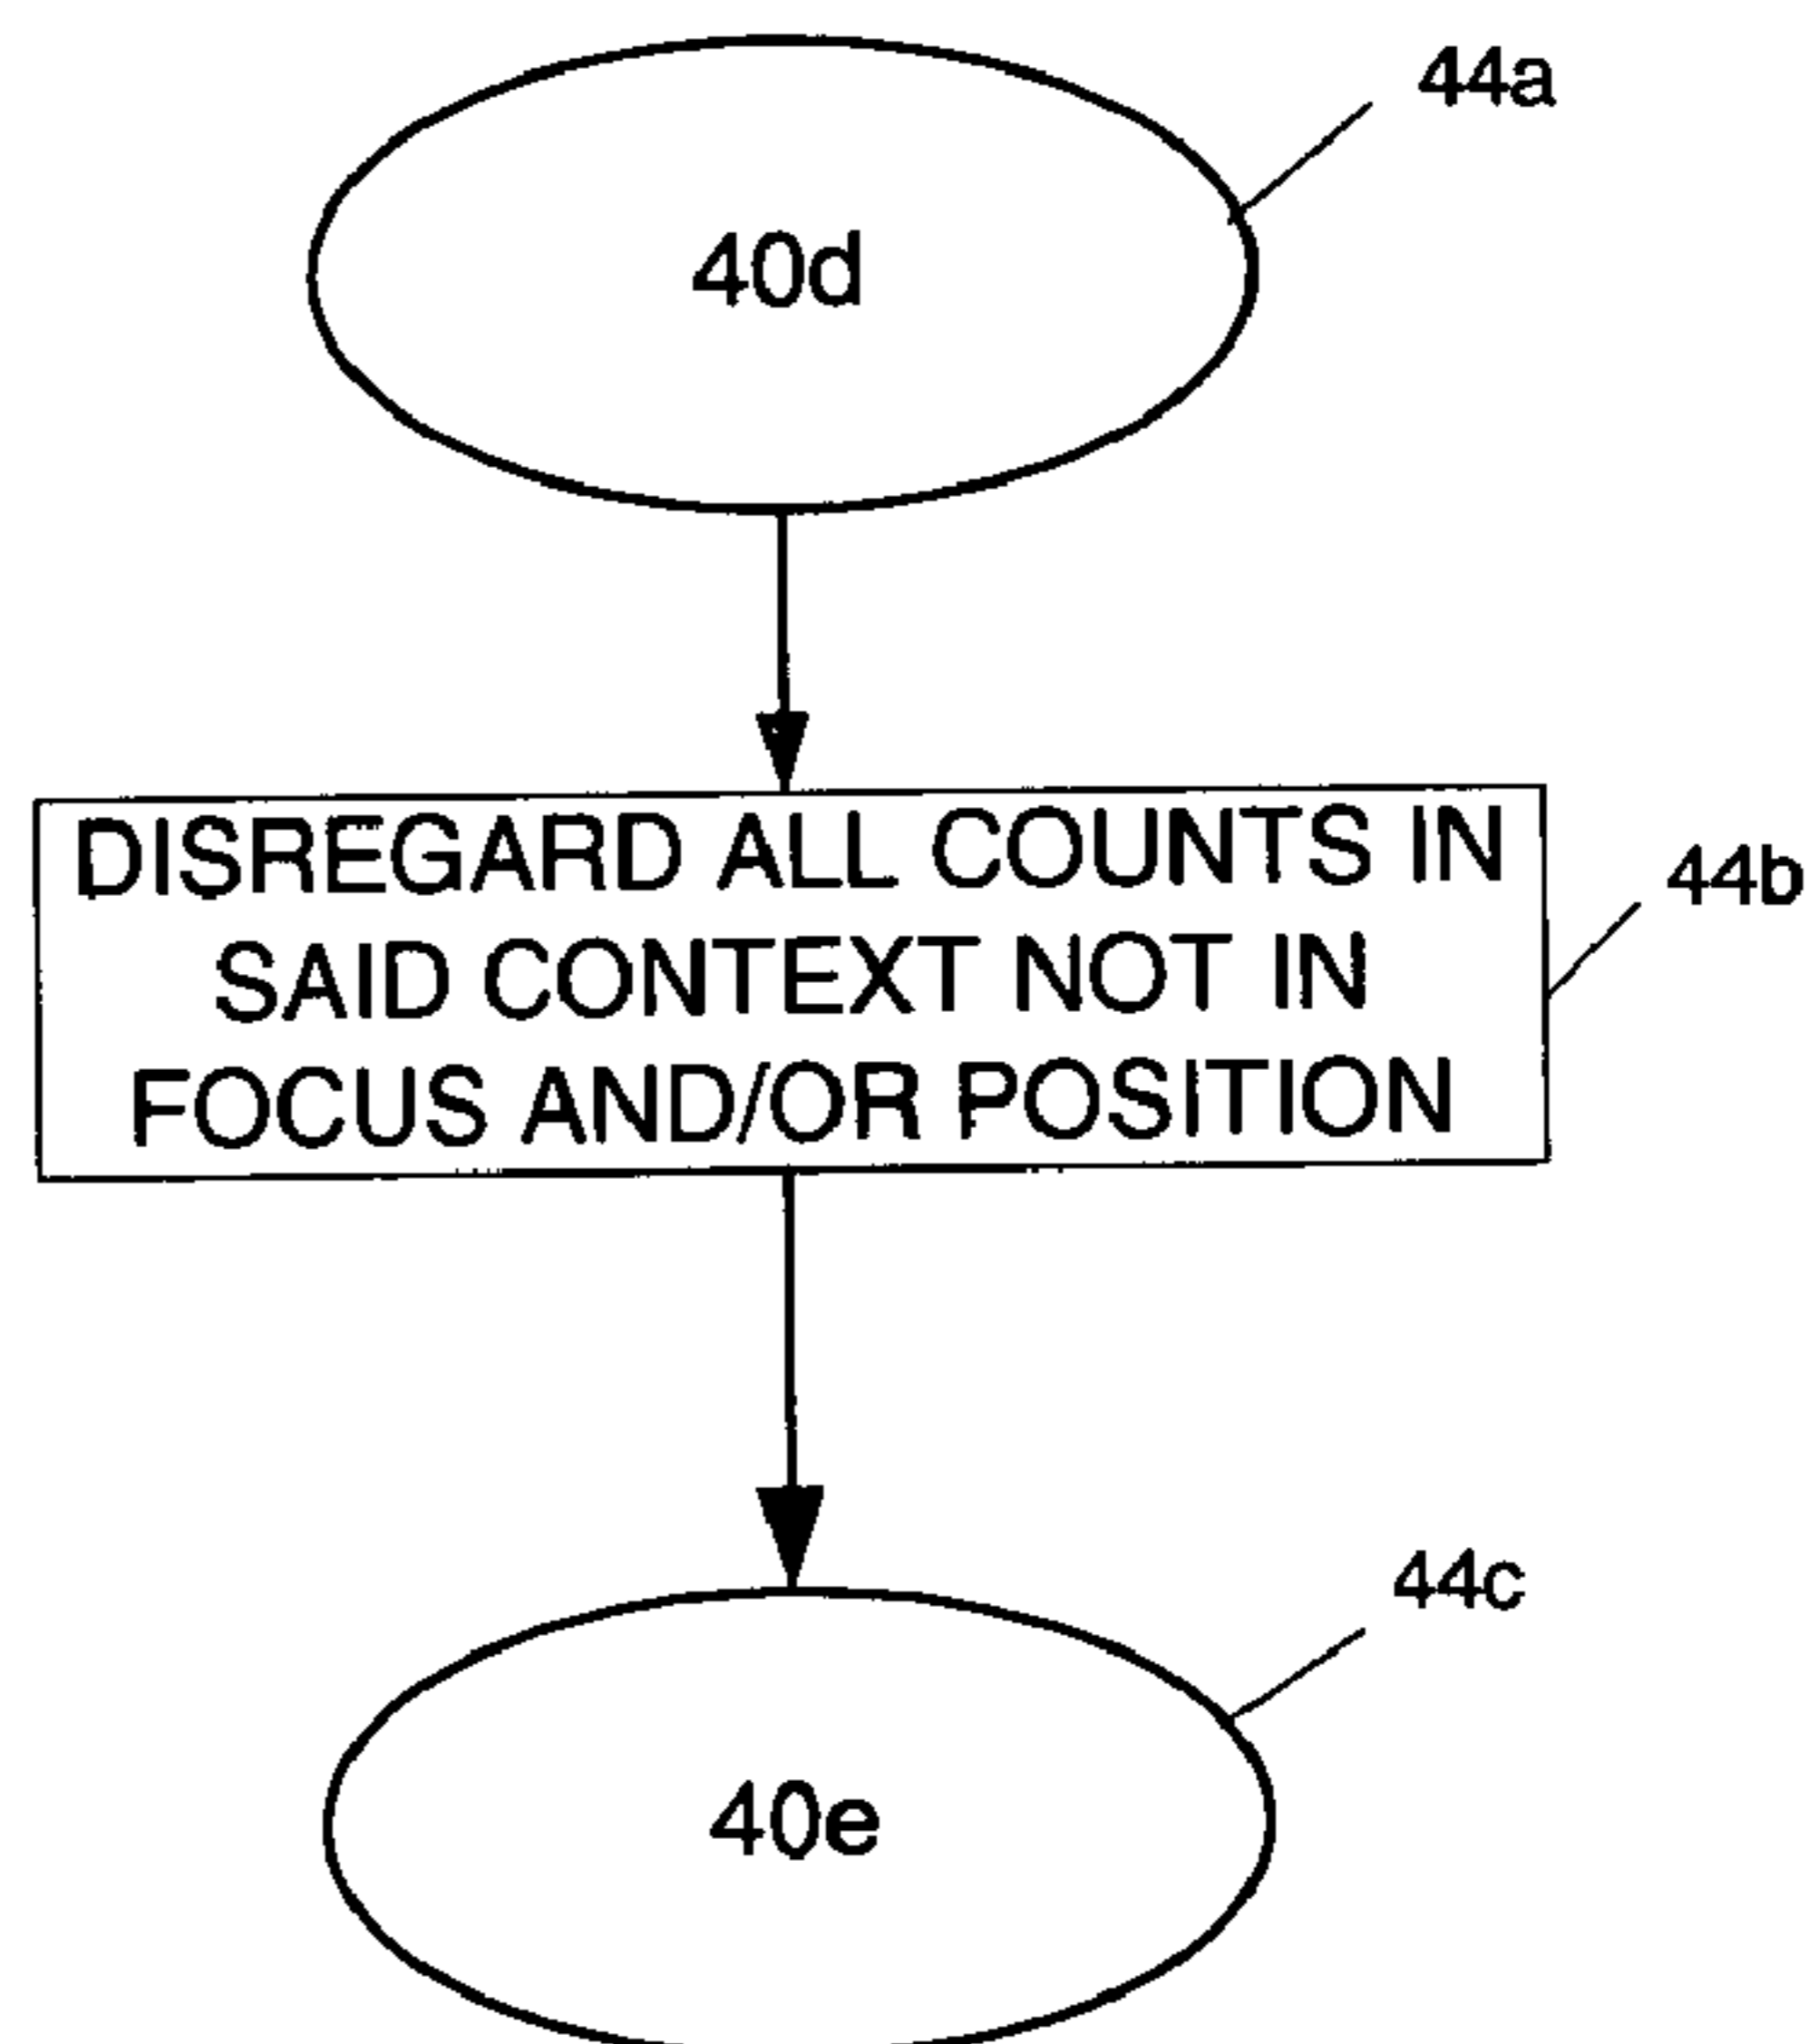 44a
40d
DISREGARD ALL COUNTS IN
SAID CONTEXT NOT IN
FOCUS AND/OR POSITION
44b
44c
40e